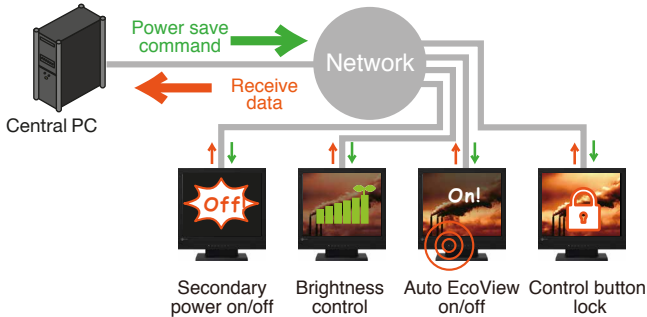 Power save
command
Network
Receive
data
Central PC
Off
On!
Secondary
power on/off
Brightness
control
Auto EcoView
on/off
Control button
lock